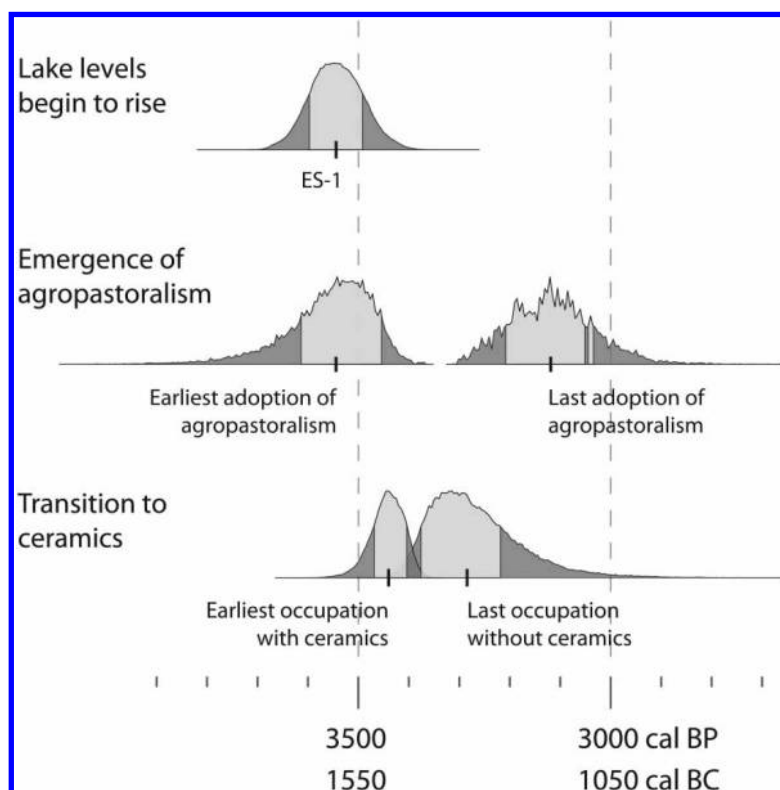 Lake levels
begin to rise
ES-1
Emergence of
agropastoralism
Earliest adoption of
agropastoralism
Last adoption of
agropastoralism
Transition to
ceramics
Earliest occupation
with ceramics
Last occupation
without ceramics
3500
3000 cal BP
1550
1050 cal BC